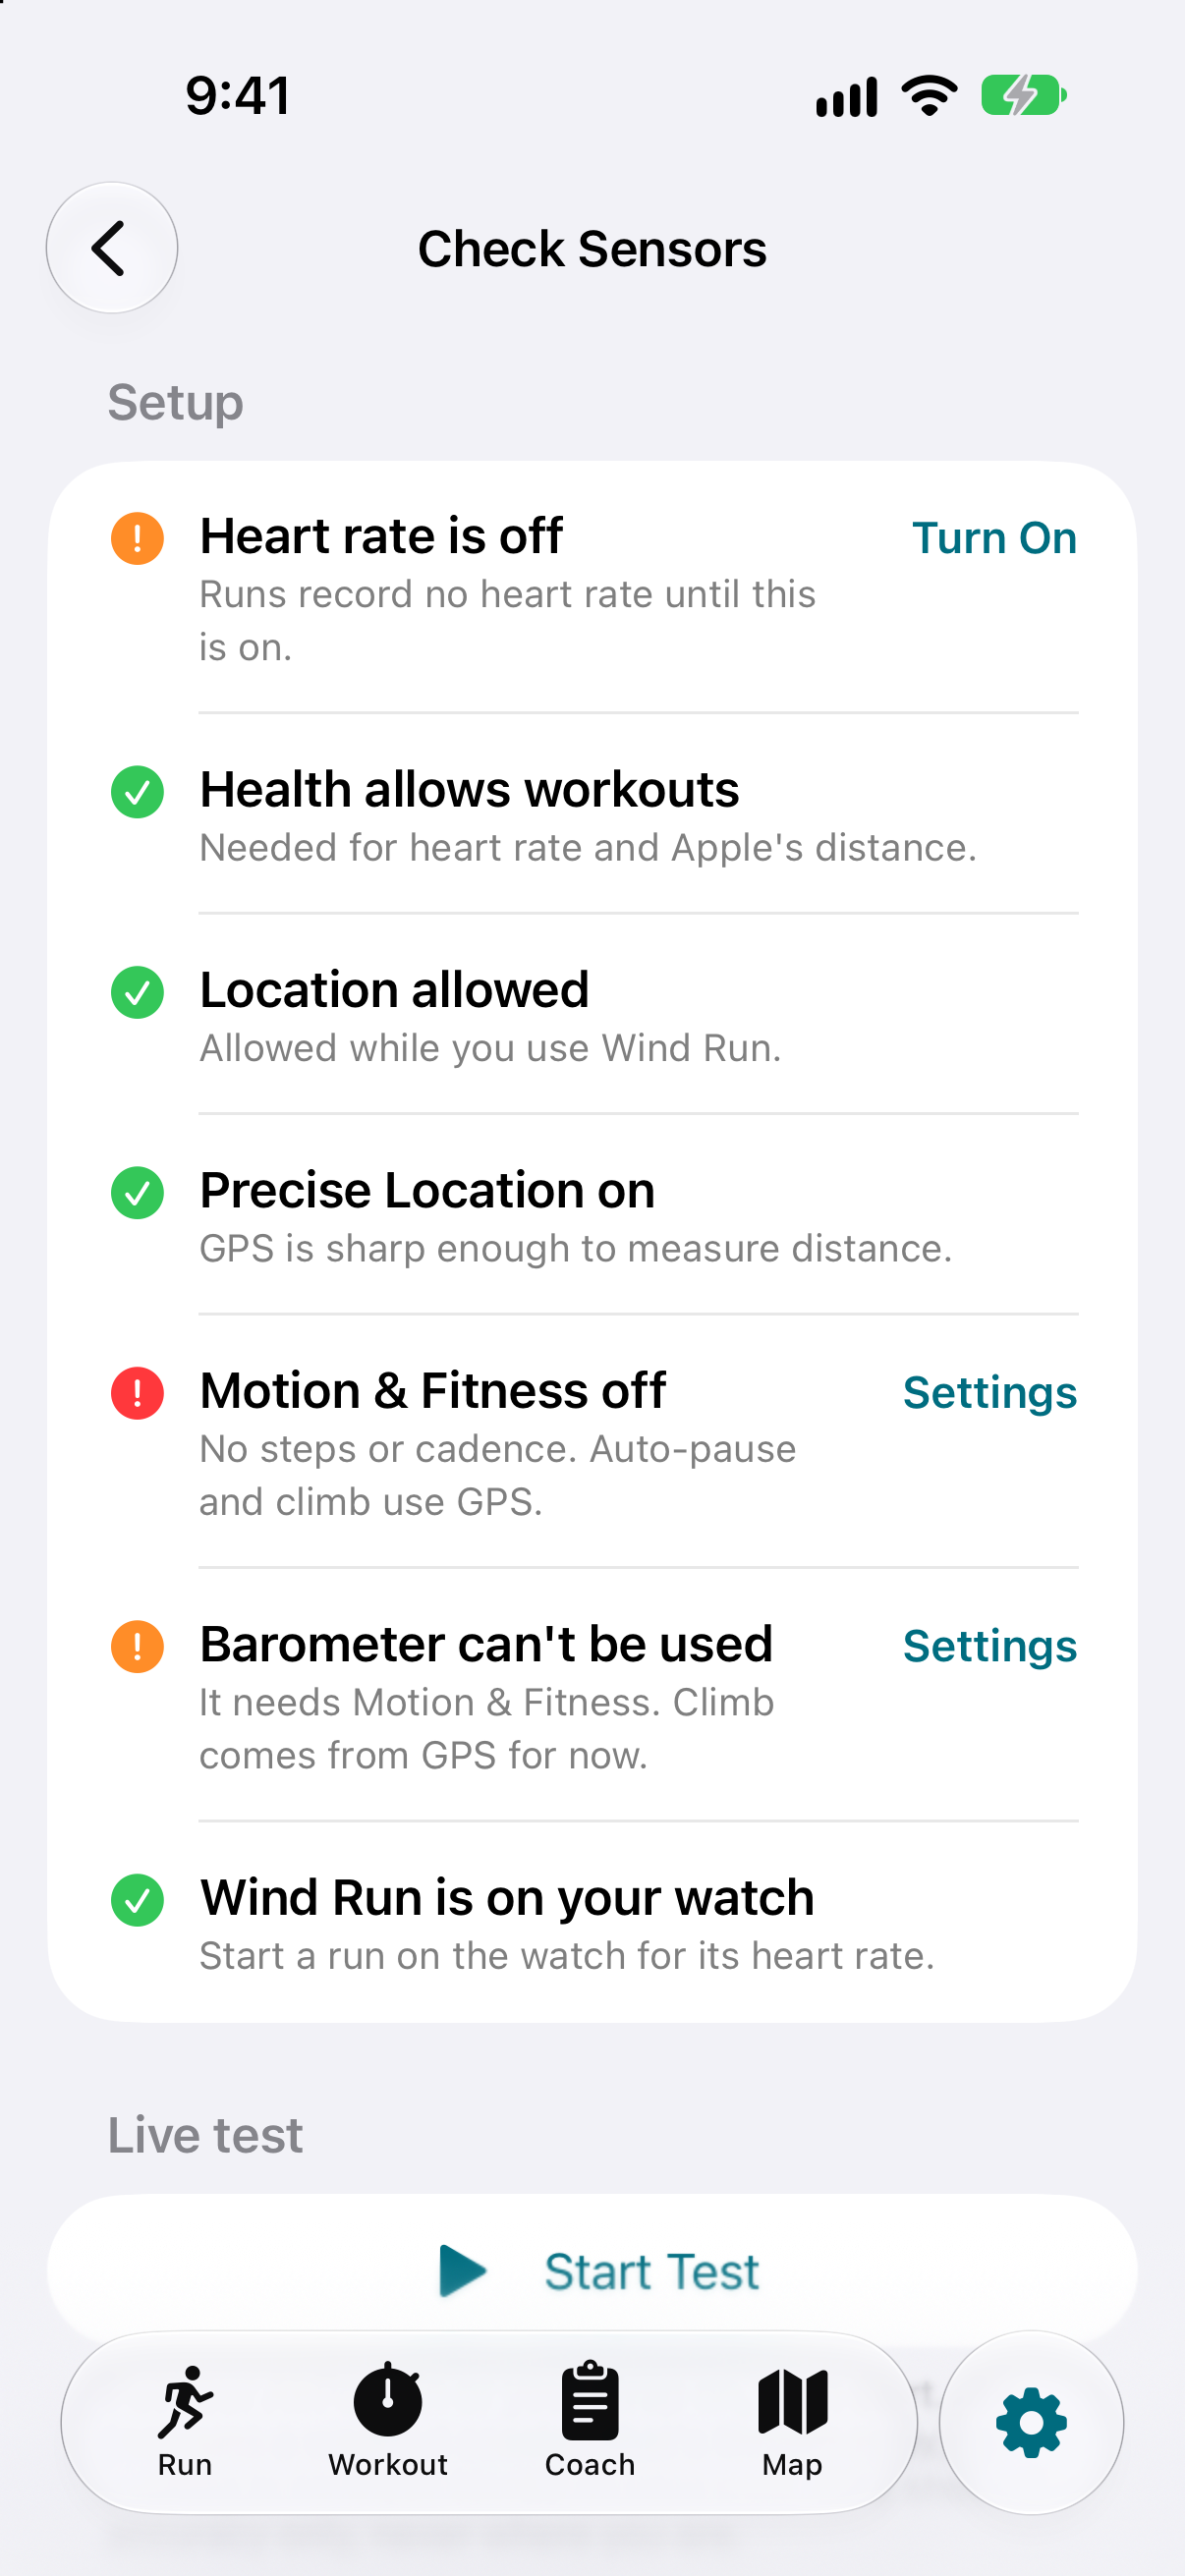 9:41
Check Sensors
Setup
Heart rate is off
Turn On
Runs record no heart rate until this
is on.
Health allows workouts
Needed for heart rate and Apple's distance.
Location allowed
Allowed while you use Wind Run.
Precise Location on
GPS is sharp enough to measure distance.
Motion & Fitness off
Settings
No steps or cadence. Auto-pause
and climb use GPS.
Barometer can't be used
Settings
It needs Motion & Fitness. Climb
comes from GPS for now.
Wind Run is on your watch
Start a run on the watch for its heart rate.
Live test
Start Test
Run
Workout
Coach
Map